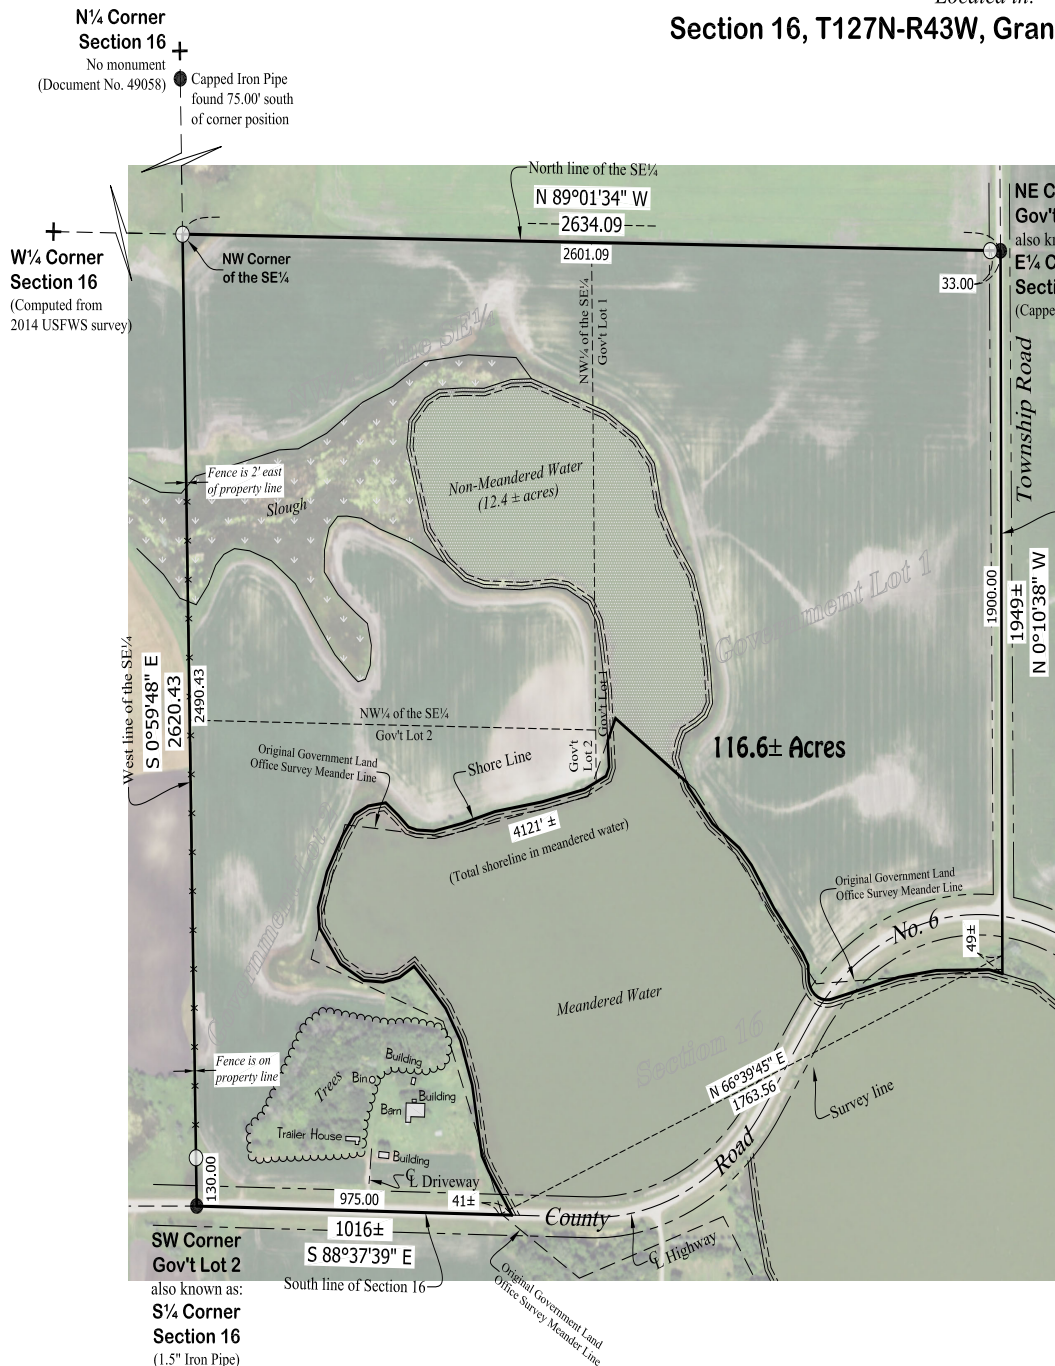 Located in:
Section 16, T127N-R43W, Gran
N¼ Corner
Section 16
No monument
(Document No. 49058)
Capped Iron Pipe
found 75.00' south
of corner position
North line of the SE¼
N 89°01'34" W
2634.09
2601.09
W¼ Corner
Section 16
(Computed from
2014 USFWS survey)
NW Corner
of the SE¼
33.00
NE C
Gov't
also kn
E¼ C
Secti
(Cappe
NW¼ of the SE¼
Gov't Lot 1
the SE¼
Township Road
Fence is 2' east
of property line
Slough
Non-Meandered Water
(12.4 ± acres)
Government Lot 1
1900.00
1949±
N 0°10'38" W
West line of the SE¼
S 0°59'48" E
2620.43
2490.43
NW¼ of the SE¼
Gov't Lot 2
Gov't Lot 1
Gov't
Lot 2
116.6± Acres
Original Government Land
Office Survey Meander Line
Shore Line
4121' ±
(Total shoreline in meandered water)
Original Government Land
Office Survey Meander Line
No. 6
49±
Meandered Water
Section 16
Fence is on
property line
Trees
Building
Bin
Building
Barn
Trailer House
Building
N 66°39'45" E
1763.56
Survey line
Road
℄ Driveway
130.00
975.00
41±
County
1016±
S 88°37'39" E
℄ Highway
South line of Section 16
SW Corner
Gov't Lot 2
also known as:
S¼ Corner
Section 16
(1.5" Iron Pipe)
Original Government Land
Office Survey Meander Line